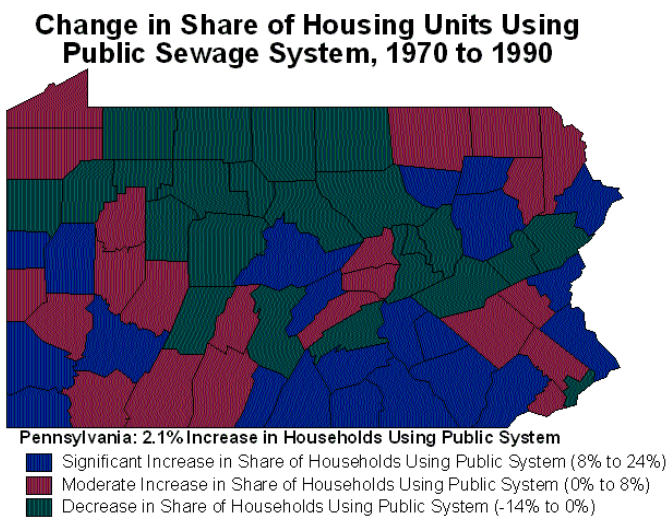 Change in Share of Housing Units Using
Public Sewage System, 1970 to 1990
Pennsylvania: 2.1% Increase in Households Using Public System
Significant Increase in Share of Households Using Public System (8% to 24%)
Moderate Increase in Share of Households Using Public System (0% to 8%)
Decrease in Share of Households Using Public System (-14% to 0%)